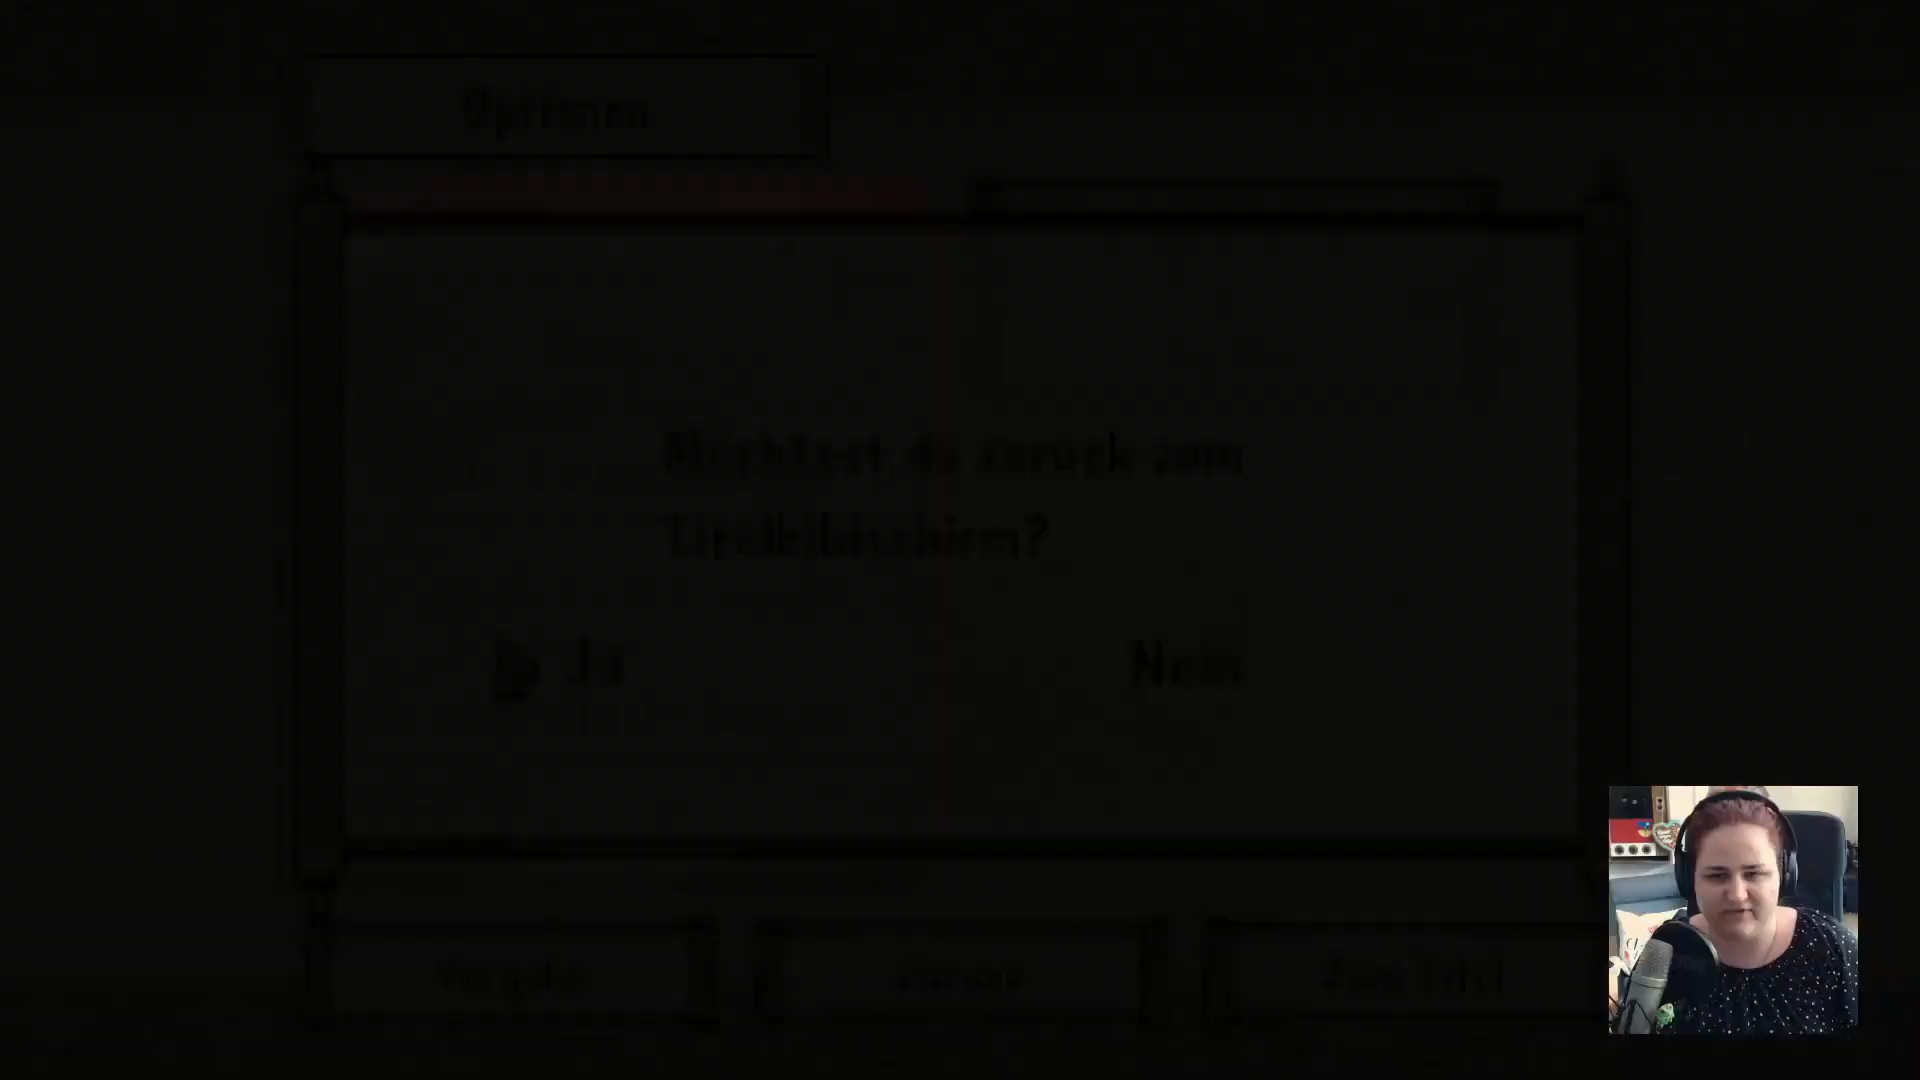 Optionen
Möchtest du zurück zum
Titelbildschirm?
Ja
Nein
Vorgabe
Zurück
Zum Titel